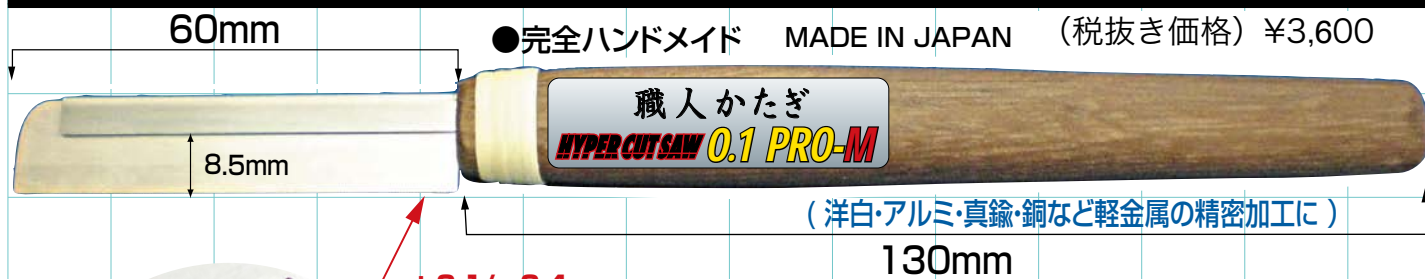 60mm
●完全ハンドメイド MADE IN JAPAN (税抜き価格)¥3,600
職人かたぎ
HYPER CUT SAW 0.1 PRO-M
8.5mm
(洋白・アルミ・真鍮・銅など軽金属の精密加工に)
130mm